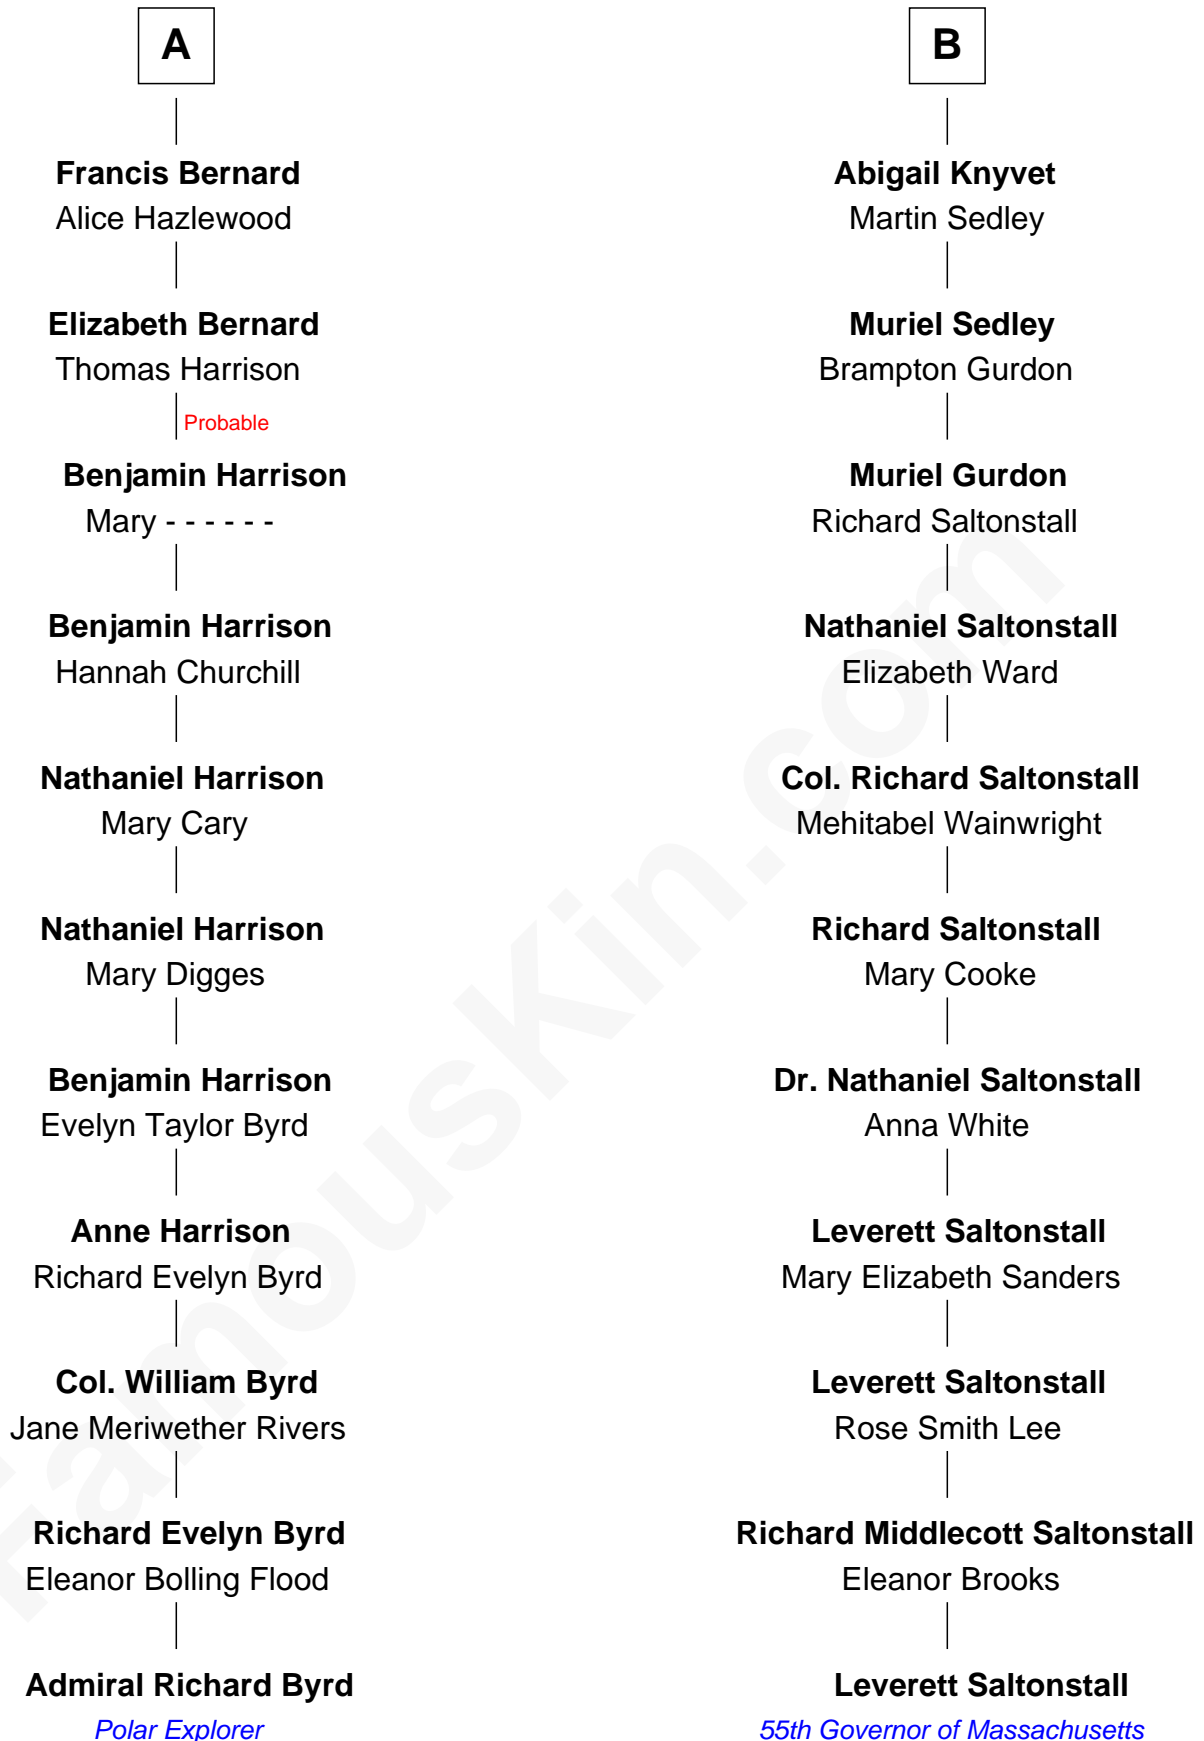 A
Francis Bernard
Alice Hazlewood
Elizabeth Bernard
Thomas Harrison
Probable
Benjamin Harrison
Mary - - - - - -
Benjamin Harrison
Hannah Churchill
Nathaniel Harrison
Mary Cary
Nathaniel Harrison
Mary Digges
Benjamin Harrison
Evelyn Taylor Byrd
Anne Harrison
Richard Evelyn Byrd
Col. William Byrd
Jane Meriwether Rivers
Richard Evelyn Byrd
Eleanor Bolling Flood
Admiral Richard Byrd
Polar Explorer
B
Abigail Knyvet
Martin Sedley
Muriel Sedley
Brampton Gurdon
Muriel Gurdon
Richard Saltonstall
Nathaniel Saltonstall
Elizabeth Ward
Col. Richard Saltonstall
Mehitabel Wainwright
Richard Saltonstall
Mary Cooke
Dr. Nathaniel Saltonstall
Anna White
Leverett Saltonstall
Mary Elizabeth Sanders
Leverett Saltonstall
Rose Smith Lee
Richard Middlecott Saltonstall
Eleanor Brooks
Leverett Saltonstall
55th Governor of Massachusetts
FamousKin.com